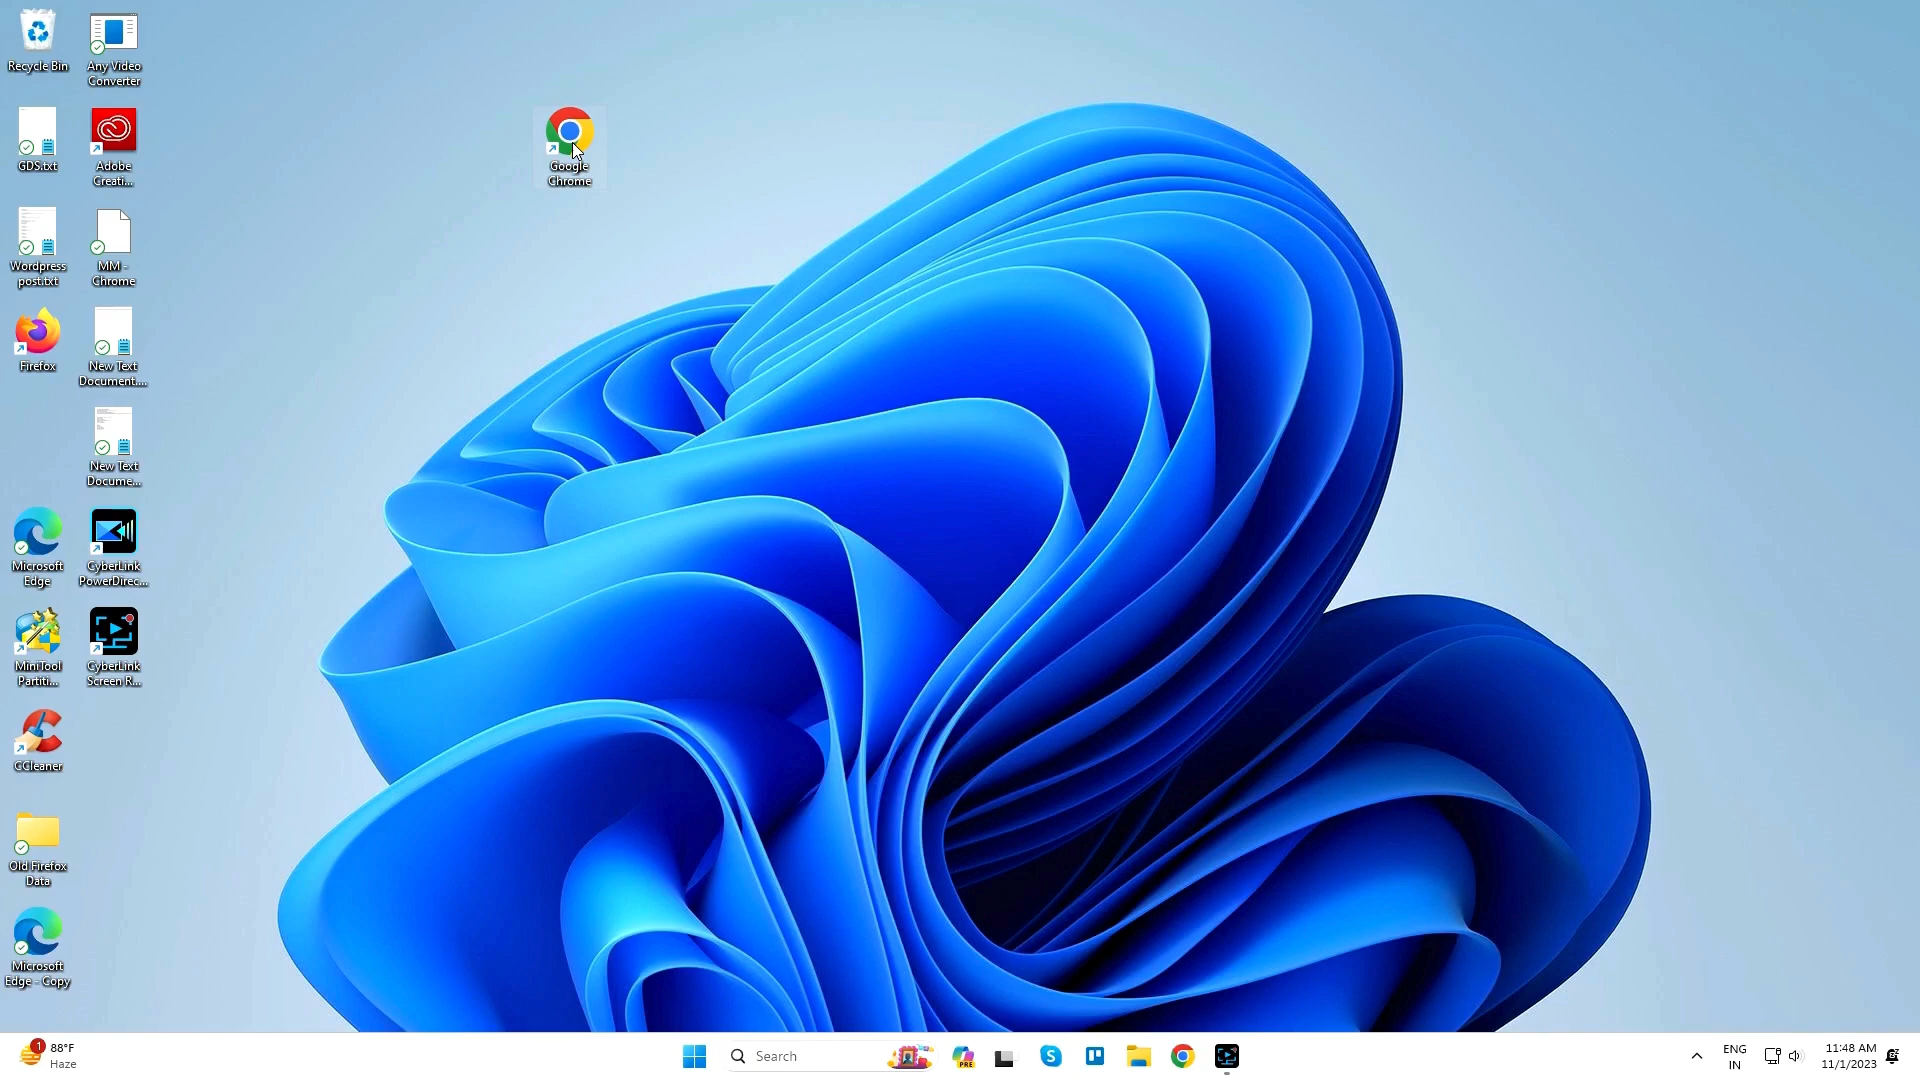 Recycle Bin
Any Video
Converter
GDS.txt
Adobe
Creati...
Wordpress
post.txt
MM -
Chrome
Firefox
New Text
Document....
New Text
Docume...
Microsoft
Edge
CyberLink
PowerDirec...
MiniTool
Partiti...
CyberLink
Screen R...
CCleaner
Old Firefox
Data
Microsoft
Edge - Copy
Google
Chrome
1
88°F
Haze
Search
PRE
S
ENG
IN
11:48 AM
11/1/2023